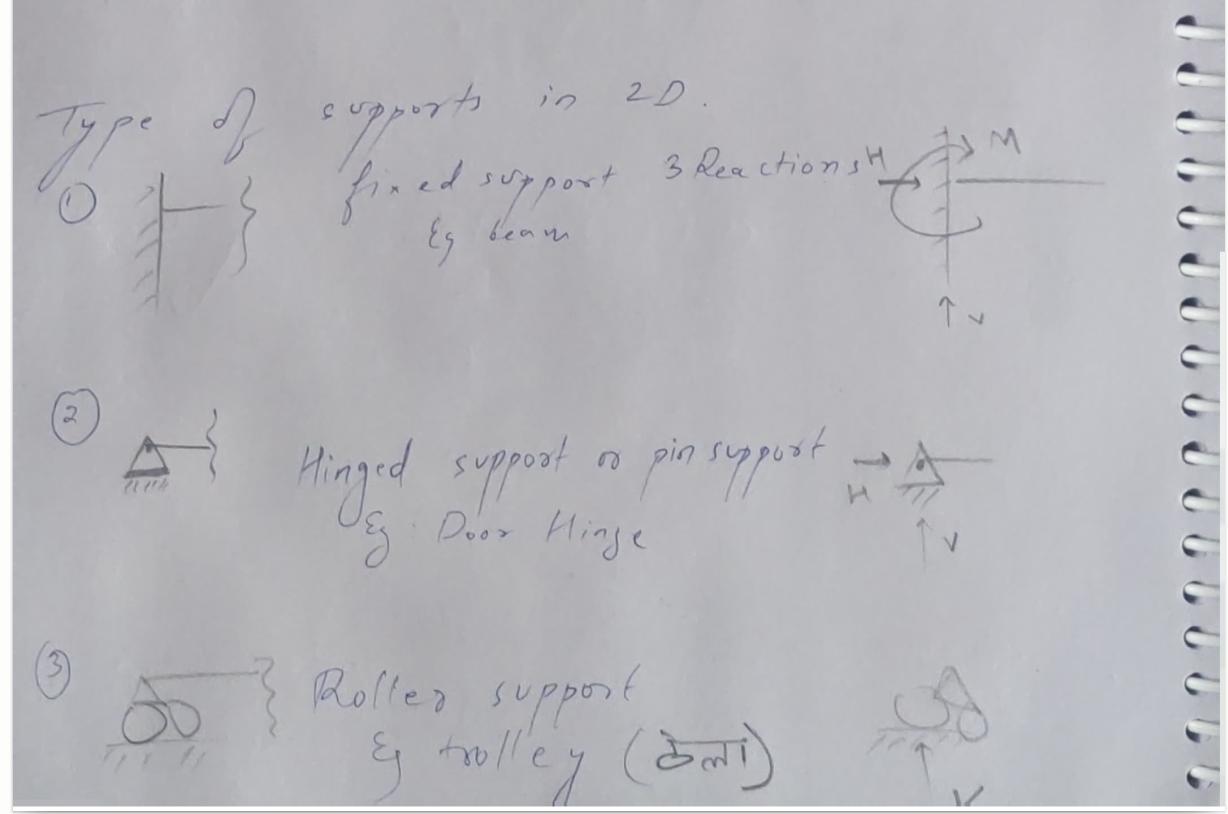 Type of supports in 2D.
① fixed support 3 Reactions H M
Eg beam
V
② Hinged support or pin support H
Eg. Door Hinge V
③ Roller support
Eg trolley (ठेला)
V